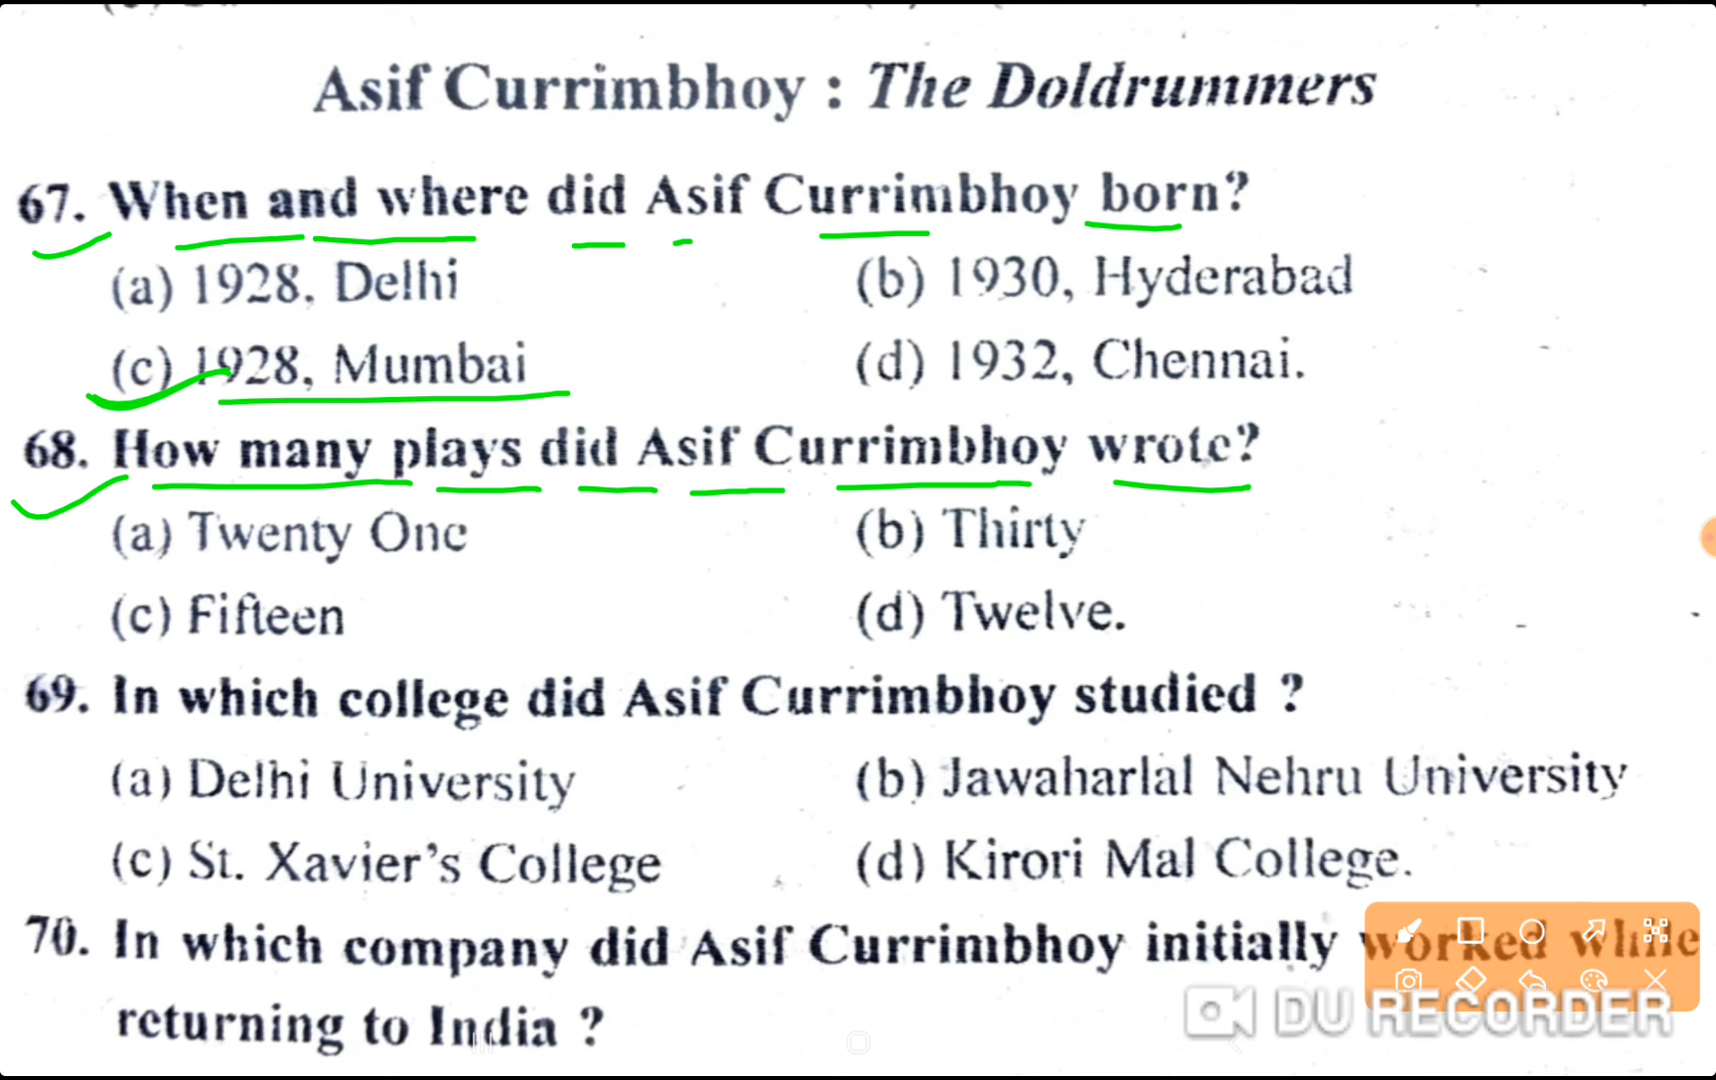 Asif Currimbhoy : The Doldrummers
67. When and where did Asif Currimbhoy born?
(a) 1928, Delhi (b) 1930, Hyderabad
(c) 1928, Mumbai (d) 1932, Chennai.
68. How many plays did Asif Currimbhoy wrote?
(a) Twenty One (b) Thirty
(c) Fifteen (d) Twelve.
69. In which college did Asif Currimbhoy studied ?
(a) Delhi University (b) Jawaharlal Nehru University
(c) St. Xavier's College (d) Kirori Mal College.
70. In which company did Asif Currimbhoy initially worked while
returning to India ?
DU RECORDER